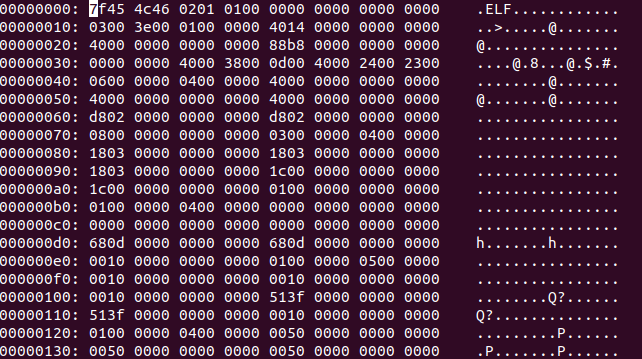 00000000: 7f45 4c46 0201 0100 0000 0000 0000 0000 .ELF............
00000010: 0300 3e00 0100 0000 4014 0000 0000 0000 ..>.....@.......
00000020: 4000 0000 0000 0000 88b8 0000 0000 0000 @...............
00000030: 0000 0000 4000 3800 0d00 4000 2400 2300 ....@.8...@.$.#.
00000040: 0600 0000 0400 0000 4000 0000 0000 0000 ........@.......
00000050: 4000 0000 0000 0000 4000 0000 0000 0000 @.......@.......
00000060: d802 0000 0000 0000 d802 0000 0000 0000 ................
00000070: 0800 0000 0000 0000 0300 0000 0400 0000 ................
00000080: 1803 0000 0000 0000 1803 0000 0000 0000 ................
00000090: 1803 0000 0000 0000 1c00 0000 0000 0000 ................
000000a0: 1c00 0000 0000 0000 0100 0000 0000 0000 ................
000000b0: 0100 0000 0400 0000 0000 0000 0000 0000 ................
000000c0: 0000 0000 0000 0000 0000 0000 0000 0000 ................
000000d0: 680d 0000 0000 0000 680d 0000 0000 0000 h.......h.......
000000e0: 0010 0000 0000 0000 0100 0000 0500 0000 ................
000000f0: 0010 0000 0000 0000 0010 0000 0000 0000 ................
00000100: 0010 0000 0000 0000 513f 0000 0000 0000 ........Q?......
00000110: 513f 0000 0000 0000 0010 0000 0000 0000 Q?..............
00000120: 0100 0000 0400 0000 0050 0000 0000 0000 .........P......
00000130: 0050 0000 0000 0000 0050 0000 0000 0000 .P.......P......